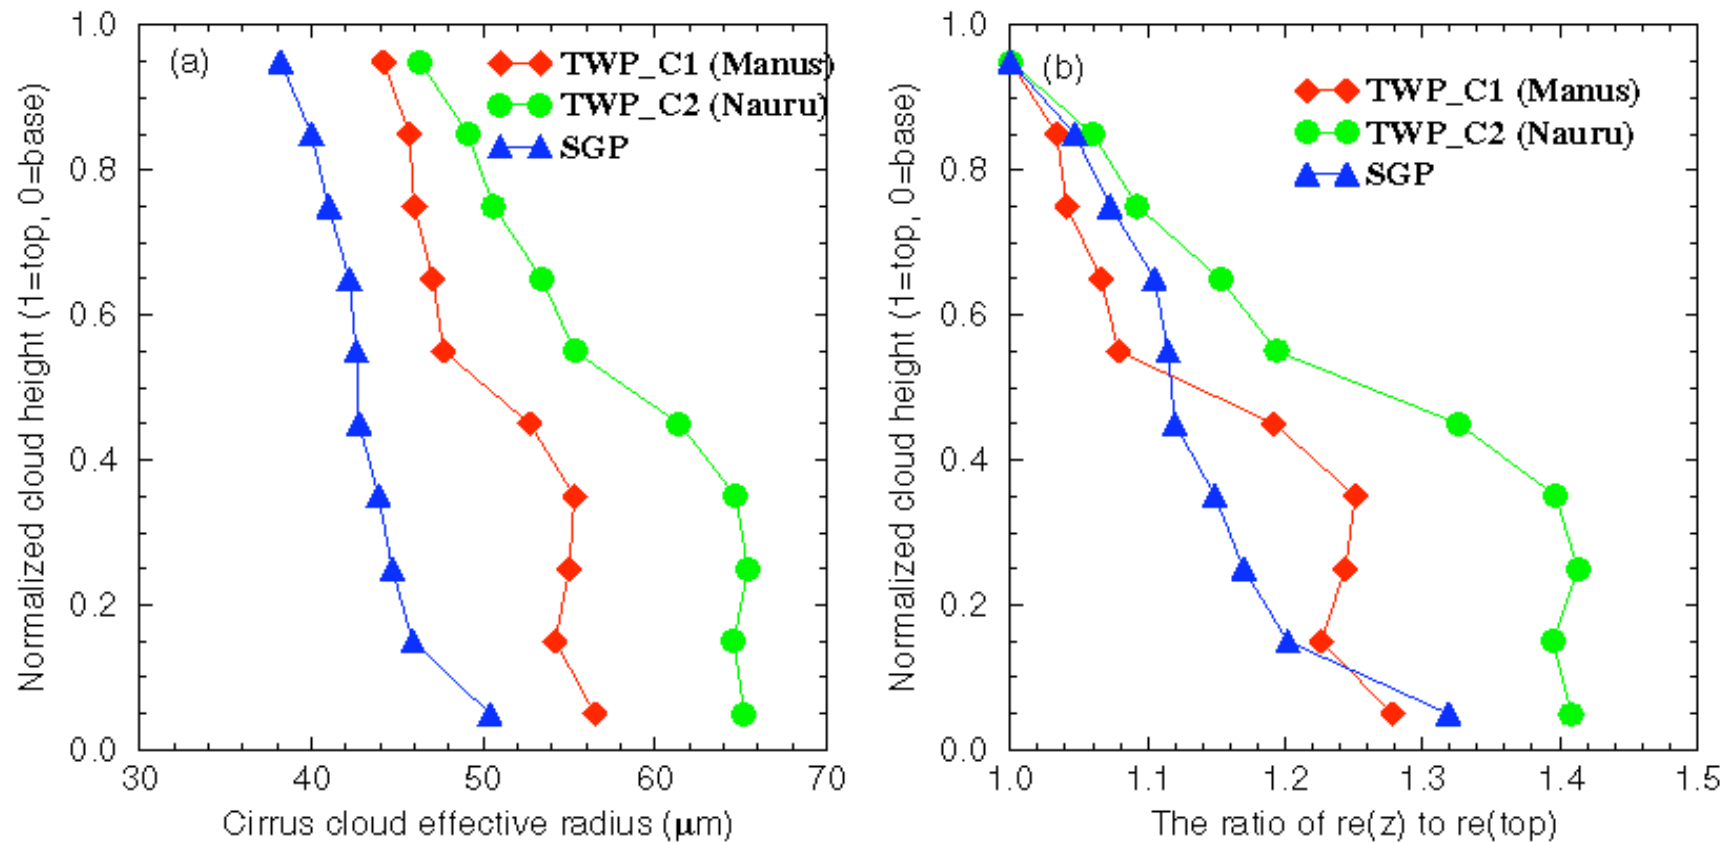 (a)
TWP_C1 (Manus)
TWP_C2 (Nauru)
SGP
Normalized cloud height (1=top, 0=base)
1.0
0.8
0.6
0.4
0.2
0.0
30 40 50 60 70
Cirrus cloud effective radius (μm)
(b)
TWP_C1 (Manus)
TWP_C2 (Nauru)
SGP
Normalized cloud height (1=top, 0=base)
1.0
0.8
0.6
0.4
0.2
0.0
1.0 1.1 1.2 1.3 1.4 1.5
The ratio of re(z) to re(top)